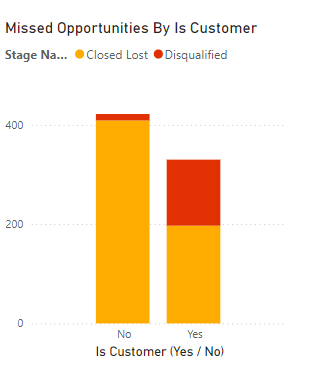 Missed Opportunities By Is Customer
Stage Na... Closed Lost Disqualified
400
200
0
No Yes
Is Customer (Yes / No)